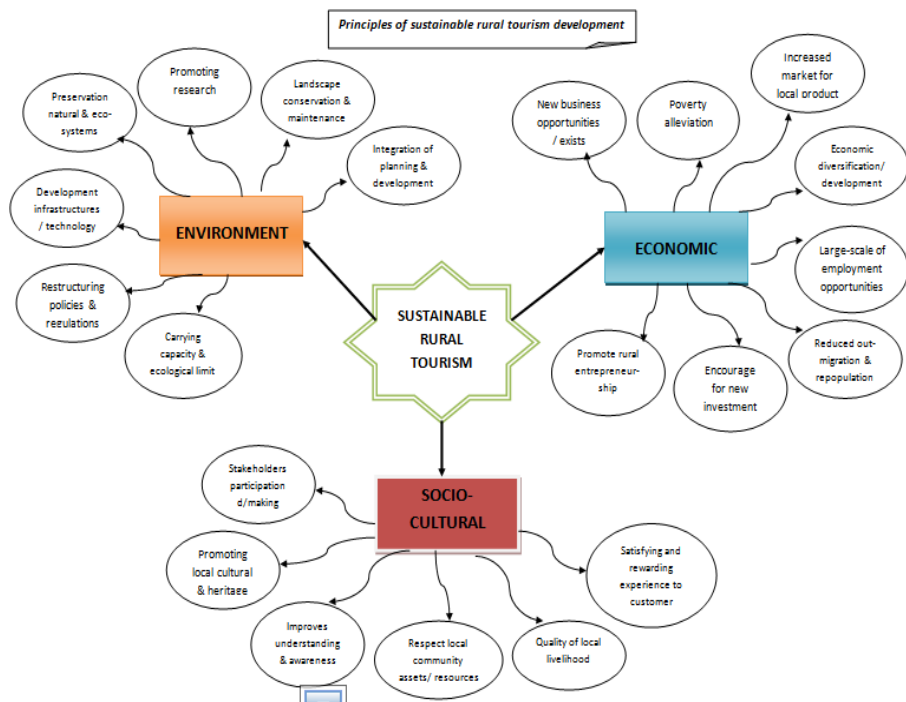 Principles of sustainable rural tourism development
Promoting
research
Preservation
natural & eco-
systems
Landscape
conservation &
maintenance
Integration of
planning &
development
Development
infrastructures
/ technology
ENVIRONMENT
Restructuring
policies &
regulations
Carrying
capacity &
ecological limit
New business
opportunities
/ exists
Poverty
alleviation
Increased
market for
local product
Economic
diversification/
development
ECONOMIC
Large-scale of
employment
opportunities
Reduced out-
migration &
repopulation
Encourage
for new
investment
Promote rural
entrepreneur-
ship
SUSTAINABLE
RURAL
TOURISM
SOCIO-
CULTURAL
Stakeholders
participation
d/making
Promoting
local cultural
& heritage
Improves
understanding
& awareness
Respect local
community
assets/ resources
Quality of local
livelihood
Satisfying and
rewarding
experience to
customer